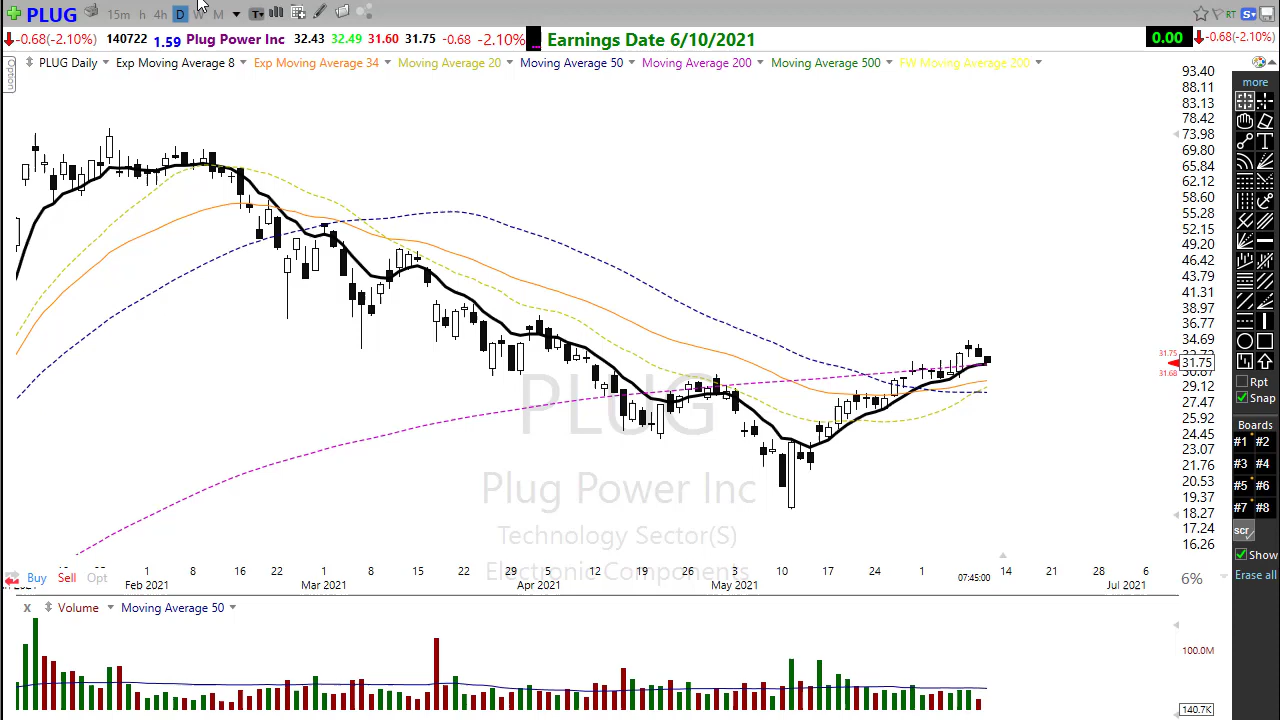 PLUG 15m h 4h D W M
-0.68(-2.10%) 140722 1.59 Plug Power Inc 32.43 32.49 31.60 31.75 -0.68 -2.10% Earnings Date 6/10/2021 0.00 -0.68(-2.10%)
RT S
Option
PLUG Daily Exp Moving Average 8 Exp Moving Average 34 Moving Average 20 Moving Average 50 Moving Average 200 Moving Average 500 FW Moving Average 200
93.40
88.11
83.13
78.42
73.98
69.80
65.84
62.12
58.60
55.28
52.15
49.20
46.42
43.79
41.31
38.97
36.77
34.69
31.75
31.75
31.68
29.12
27.47
25.92
24.45
23.07
21.76
20.53
19.37
18.27
17.24
16.26
more
Rpt
Snap
Boards
#1 #2
#3 #4
#5 #6
#7 #8
scr
Show
Erase all
PLUG
Plug Power Inc
Technology Sector(S)
Electronic Components
Buy Sell Opt
1 8 16 22 1 8 15 22 29 5 12 19 26 3 10 17 24 1 07:45:00 14 21 28 6
Feb 2021 Mar 2021 Apr 2021 May 2021 Jul 2021
6%
X Volume Moving Average 50
100.0M
140.7K